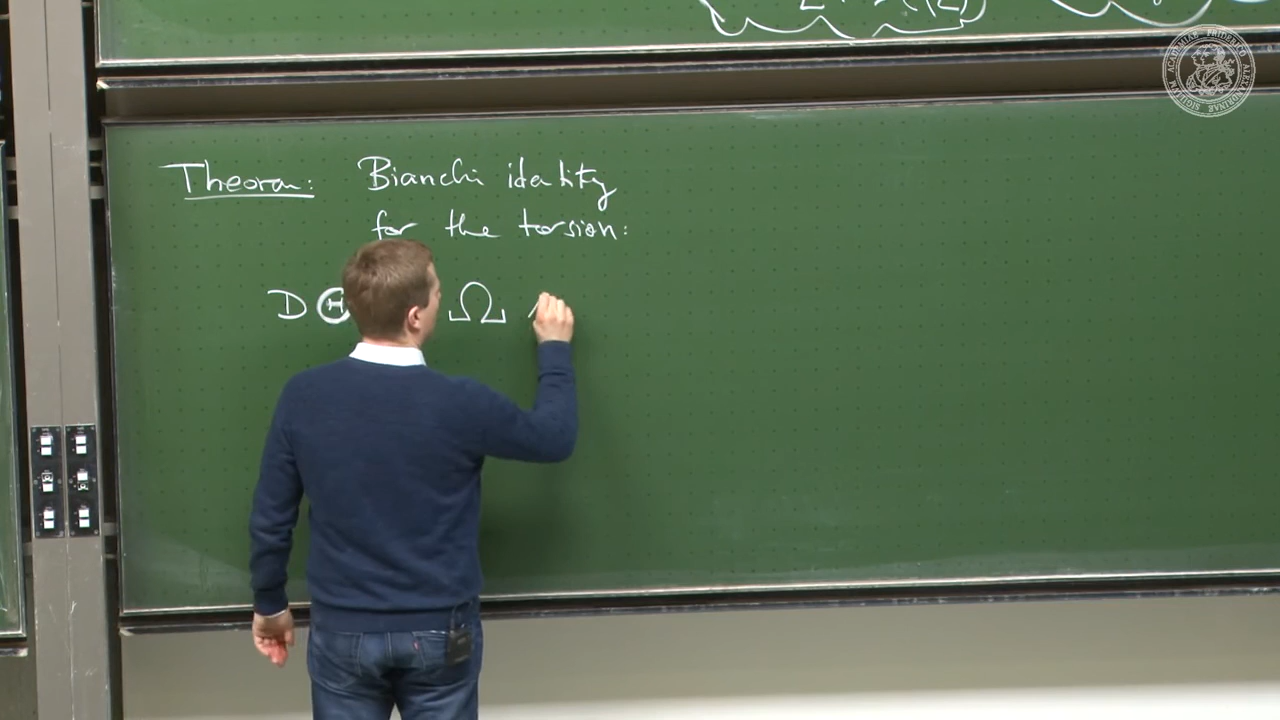 Theorem: Bianchi identity
for the torsion:
D Θ Ω